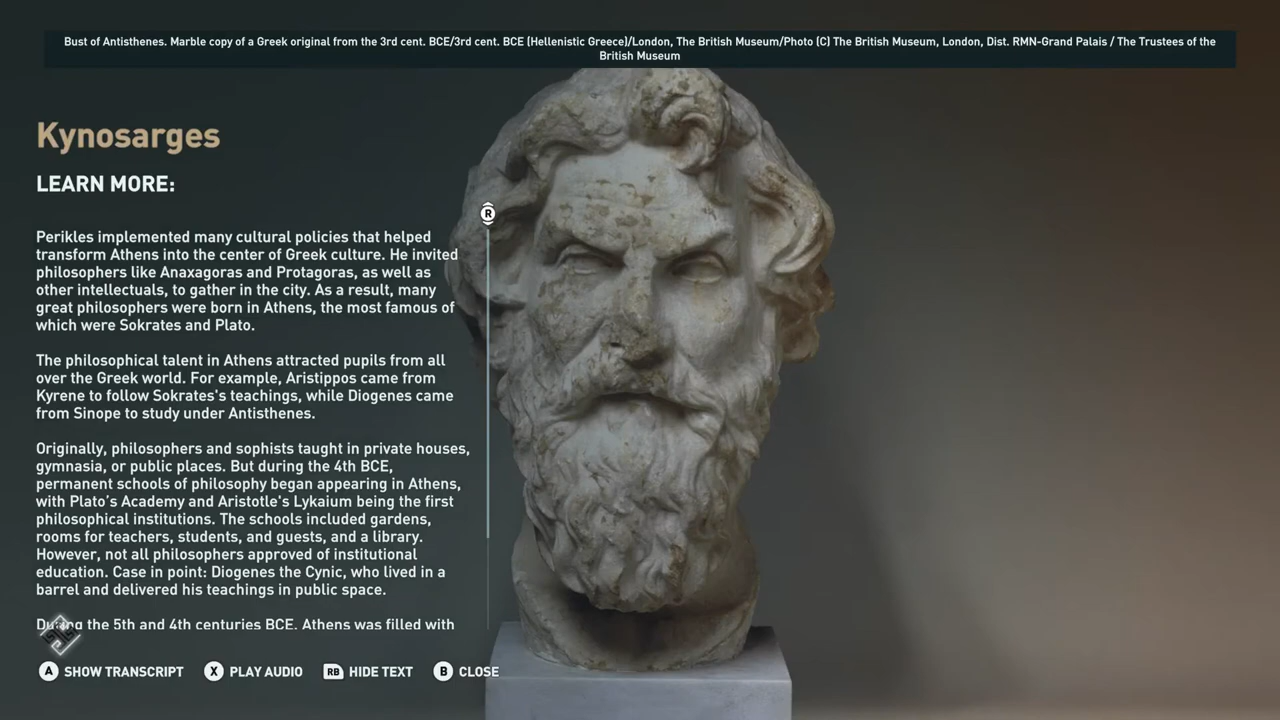 Bust of Antisthenes. Marble copy of a Greek original from the 3rd cent. BCE/3rd cent. BCE (Hellenistic Greece)/London, The British Museum/Photo (C) The British Museum, London, Dist. RMN-Grand Palais / The Trustees of the
British Museum
Kynosarges
LEARN MORE:
R
Perikles implemented many cultural policies that helped
transform Athens into the center of Greek culture. He invited
philosophers like Anaxagoras and Protagoras, as well as
other intellectuals, to gather in the city. As a result, many
great philosophers were born in Athens, the most famous of
which were Sokrates and Plato.
The philosophical talent in Athens attracted pupils from all
over the Greek world. For example, Aristippos came from
Kyrene to follow Sokrates's teachings, while Diogenes came
from Sinope to study under Antisthenes.
Originally, philosophers and sophists taught in private houses,
gymnasia, or public places. But during the 4th BCE,
permanent schools of philosophy began appearing in Athens,
with Plato's Academy and Aristotle's Lykaium being the first
philosophical institutions. The schools included gardens,
rooms for teachers, students, and guests, and a library.
However, not all philosophers approved of institutional
education. Case in point: Diogenes the Cynic, who lived in a
barrel and delivered his teachings in public space.
During the 5th and 4th centuries BCE, Athens was filled with
A SHOW TRANSCRIPT X PLAY AUDIO RB HIDE TEXT B CLOSE